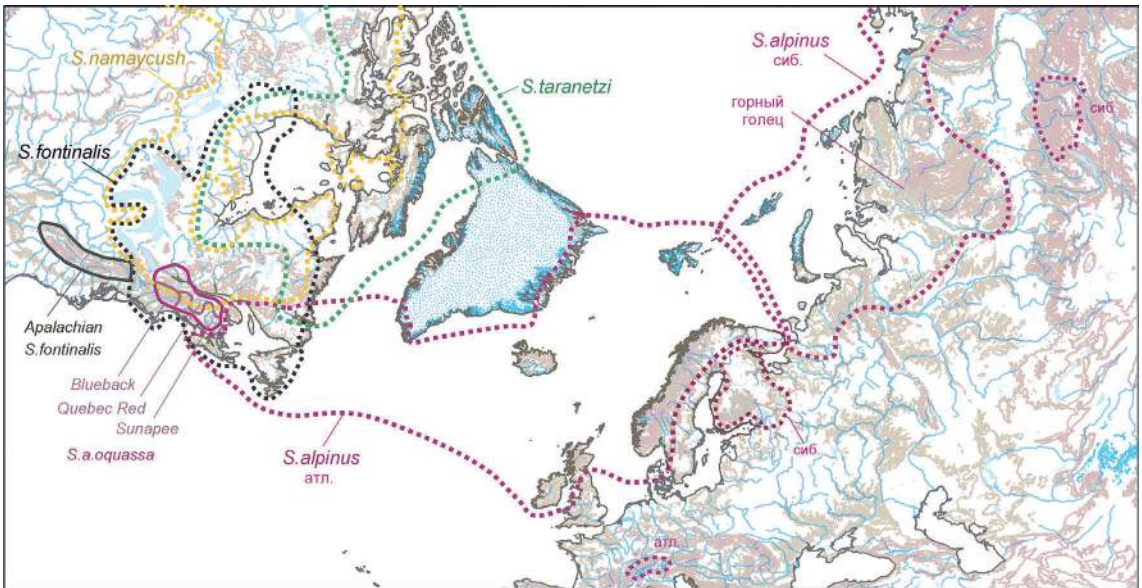 S.namaycush
S.fontinalis
S.taranetzi
S.alpinus
сиб.
горный
голец
сиб
Apalachian
S.fontinalis
Blueback
Quebec Red
Sunapee
S.a.oquassa
S.alpinus
атл.
сиб
атл.